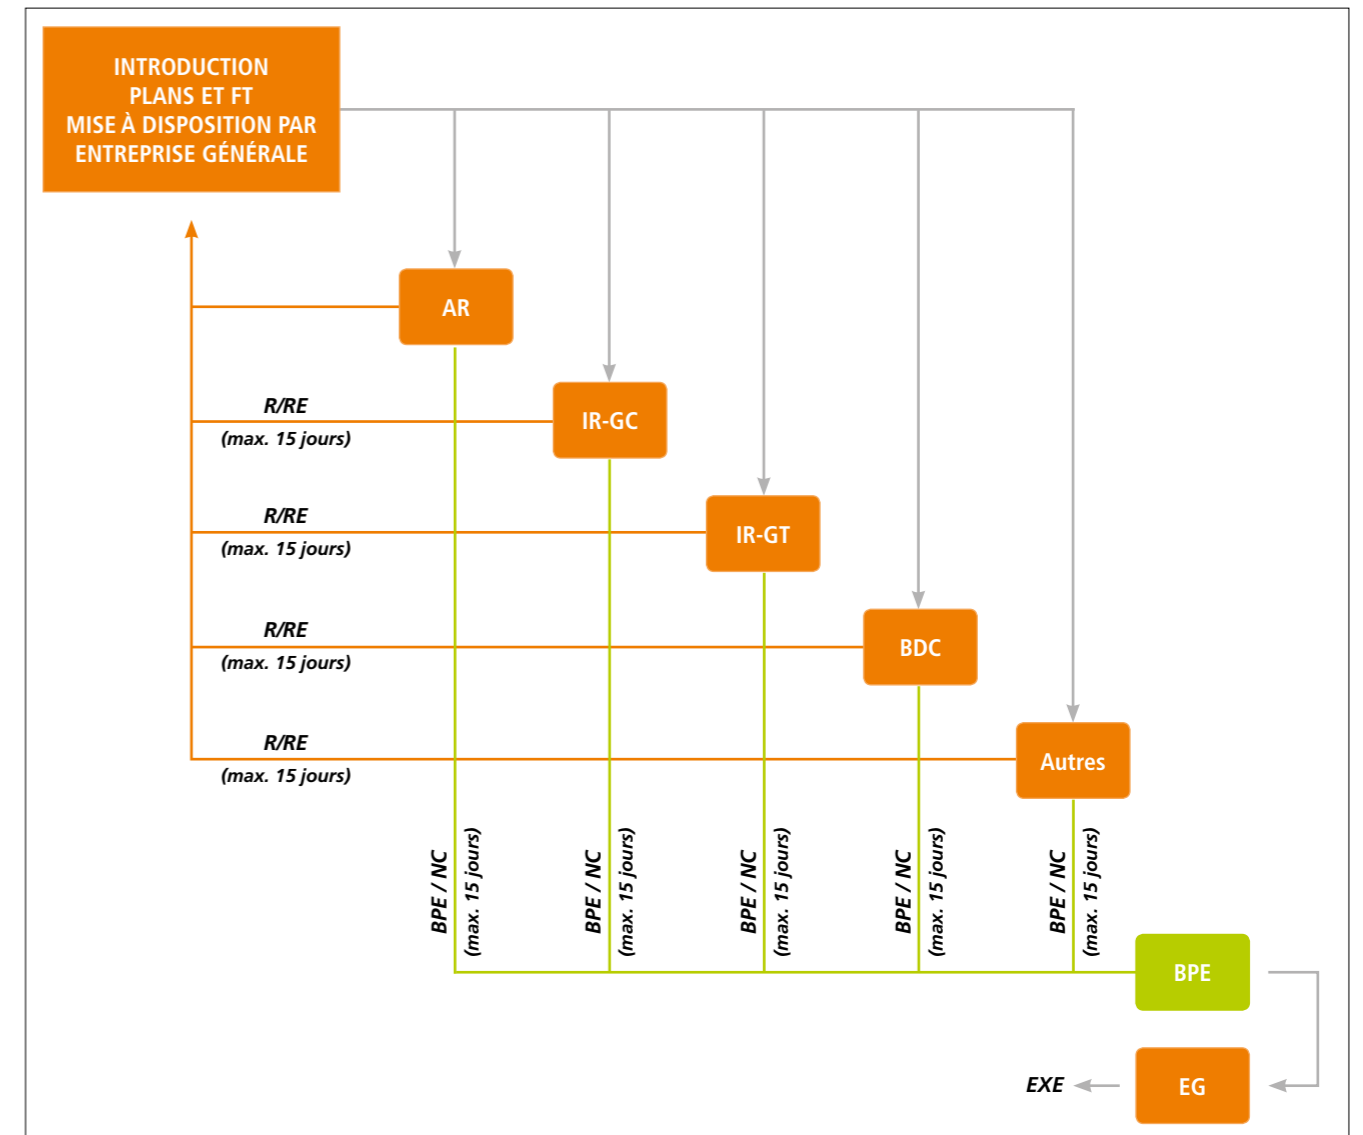 INTRODUCTION
PLANS ET FT
MISE À DISPOSITION PAR
ENTREPRISE GÉNÉRALE
AR
R/RE
(max. 15 jours)
IR-GC
R/RE
(max. 15 jours)
IR-GT
R/RE
(max. 15 jours)
BDC
R/RE
(max. 15 jours)
Autres
BPE / NC
(max. 15 jours)
BPE / NC
(max. 15 jours)
BPE / NC
(max. 15 jours)
BPE / NC
(max. 15 jours)
BPE / NC
(max. 15 jours)
BPE
EXE
EG